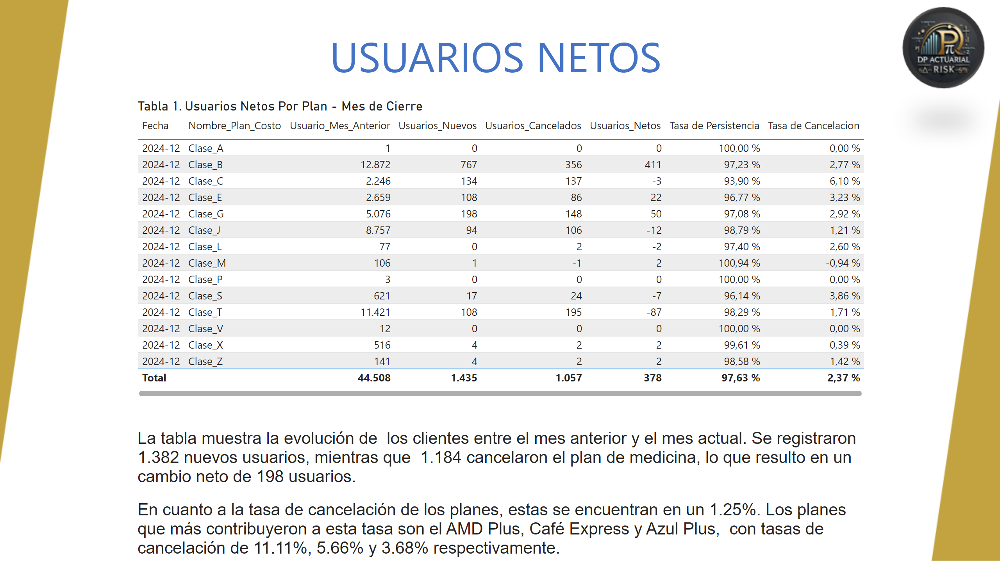 USUARIOS NETOS
DP ACTUARIAL
RISK
Tabla 1. Usuarios Netos Por Plan - Mes de Cierre
Fecha Nombre_Plan_Costo Usuario_Mes_Anterior Usuarios_Nuevos Usuarios_Cancelados Usuarios_Netos Tasa de Persistencia Tasa de Cancelacion
2024-12 Clase_A 1 0 0 0 100,00 % 0,00 %
2024-12 Clase_B 12.872 767 356 411 97,23 % 2,77 %
2024-12 Clase_C 2.246 134 137 -3 93,90 % 6,10 %
2024-12 Clase_E 2.659 108 86 22 96,77 % 3,23 %
2024-12 Clase_G 5.076 198 148 50 97,08 % 2,92 %
2024-12 Clase_J 8.757 94 106 -12 98,79 % 1,21 %
2024-12 Clase_L 77 0 2 -2 97,40 % 2,60 %
2024-12 Clase_M 106 1 -1 2 100,94 % -0,94 %
2024-12 Clase_P 3 0 0 0 100,00 % 0,00 %
2024-12 Clase_S 621 17 24 -7 96,14 % 3,86 %
2024-12 Clase_T 11.421 108 195 -87 98,29 % 1,71 %
2024-12 Clase_V 12 0 0 0 100,00 % 0,00 %
2024-12 Clase_X 516 4 2 2 99,61 % 0,39 %
2024-12 Clase_Z 141 4 2 2 98,58 % 1,42 %
Total 44.508 1.435 1.057 378 97,63 % 2,37 %
La tabla muestra la evolución de los clientes entre el mes anterior y el mes actual. Se registraron
1.382 nuevos usuarios, mientras que 1.184 cancelaron el plan de medicina, lo que resulto en un
cambio neto de 198 usuarios.
En cuanto a la tasa de cancelación de los planes, estas se encuentran en un 1.25%. Los planes
que más contribuyeron a esta tasa son el AMD Plus, Café Express y Azul Plus, con tasas de
cancelación de 11.11%, 5.66% y 3.68% respectivamente.